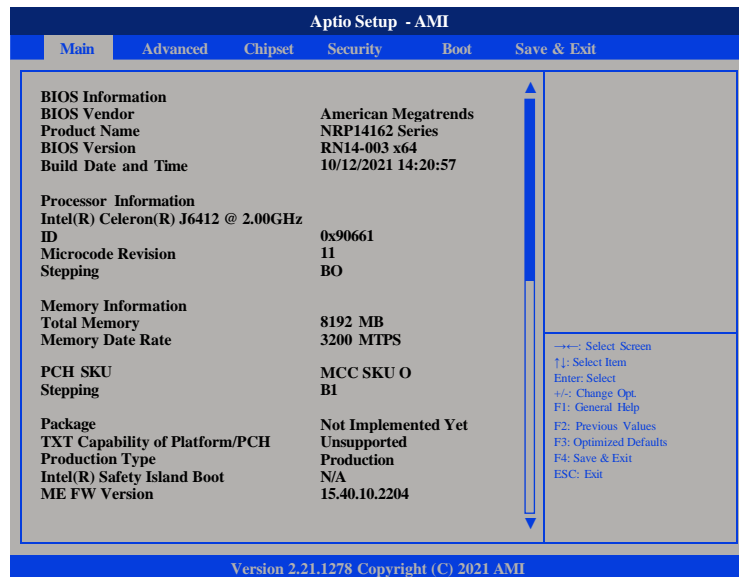 Aptio Setup - AMI
Main Advanced Chipset Security Boot Save & Exit
BIOS Information
BIOS Vendor American Megatrends
Product Name NRP14162 Series
BIOS Version RN14-003 x64
Build Date and Time 10/12/2021 14:20:57
Processor Information
Intel(R) Celeron(R) J6412 @ 2.00GHz
ID 0x90661
Microcode Revision 11
Stepping BO
Memory Information
Total Memory 8192 MB
Memory Date Rate 3200 MTPS
PCH SKU MCC SKU O
Stepping B1
Package Not Implemented Yet
TXT Capability of Platform/PCH Unsupported
Production Type Production
Intel(R) Safety Island Boot N/A
ME FW Version 15.40.10.2204
→←: Select Screen
↑↓: Select Item
Enter: Select
+/-: Change Opt.
F1: General Help
F2: Previous Values
F3: Optimized Defaults
F4: Save & Exit
ESC: Exit
Version 2.21.1278 Copyright (C) 2021 AMI